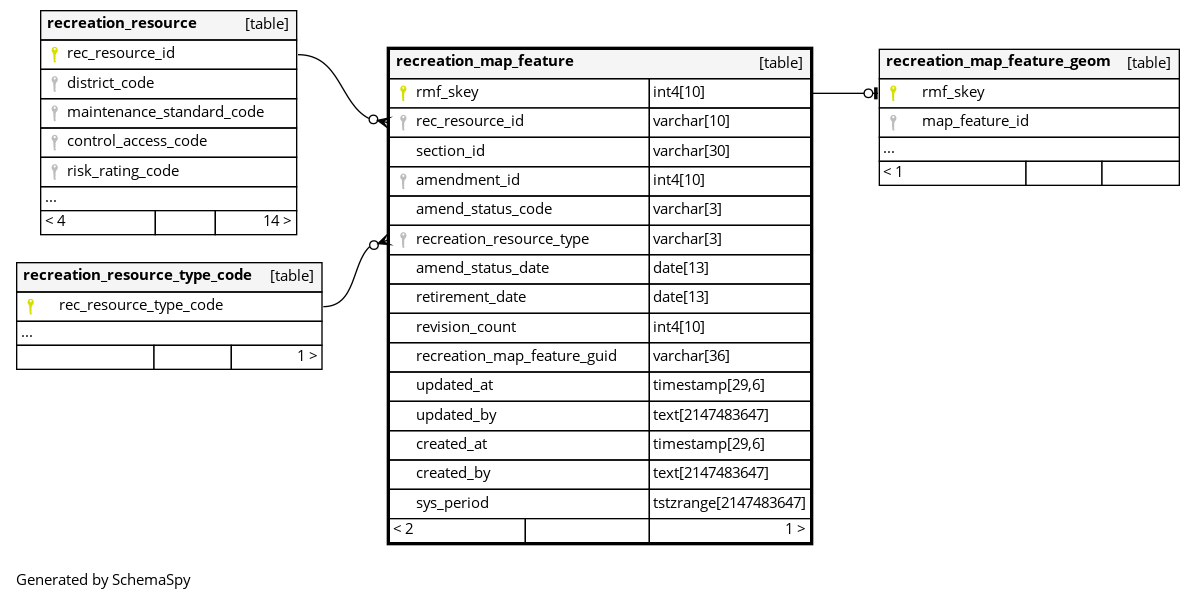 recreation_resource [table]
rec_resource_id
district_code
maintenance_standard_code
control_access_code
risk_rating_code
...
< 4 14 >
recreation_resource_type_code [table]
rec_resource_type_code
...
1 >
recreation_map_feature [table]
rmf_skey int4[10]
rec_resource_id varchar[10]
section_id varchar[30]
amendment_id int4[10]
amend_status_code varchar[3]
recreation_resource_type varchar[3]
amend_status_date date[13]
retirement_date date[13]
revision_count int4[10]
recreation_map_feature_guid varchar[36]
updated_at timestamp[29,6]
updated_by text[2147483647]
created_at timestamp[29,6]
created_by text[2147483647]
sys_period tstzrange[2147483647]
< 2 1 >
recreation_map_feature_geom [table]
rmf_skey
map_feature_id
...
< 1
Generated by SchemaSpy